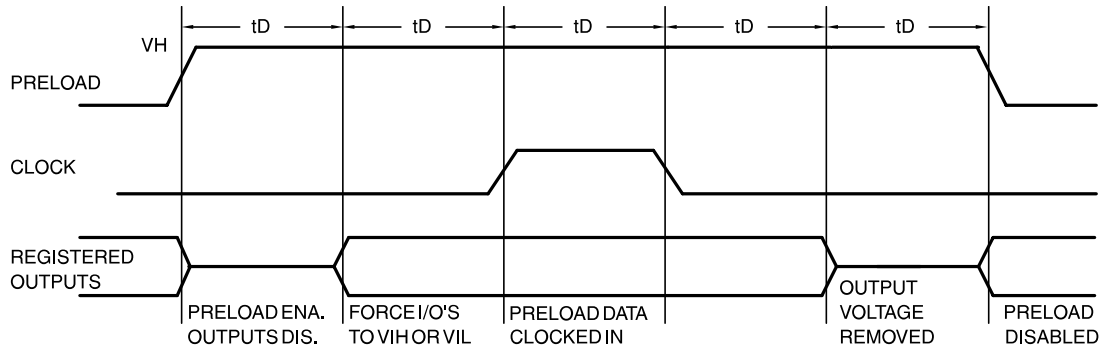 tD tD tD tD tD
VH
PRELOAD
CLOCK
REGISTERED
OUTPUTS
PRELOAD ENA.
OUTPUTS DIS.
FORCE I/O'S
TO VIH OR VIL
PRELOAD DATA
CLOCKED IN
OUTPUT
VOLTAGE
REMOVED
PRELOAD
DISABLED